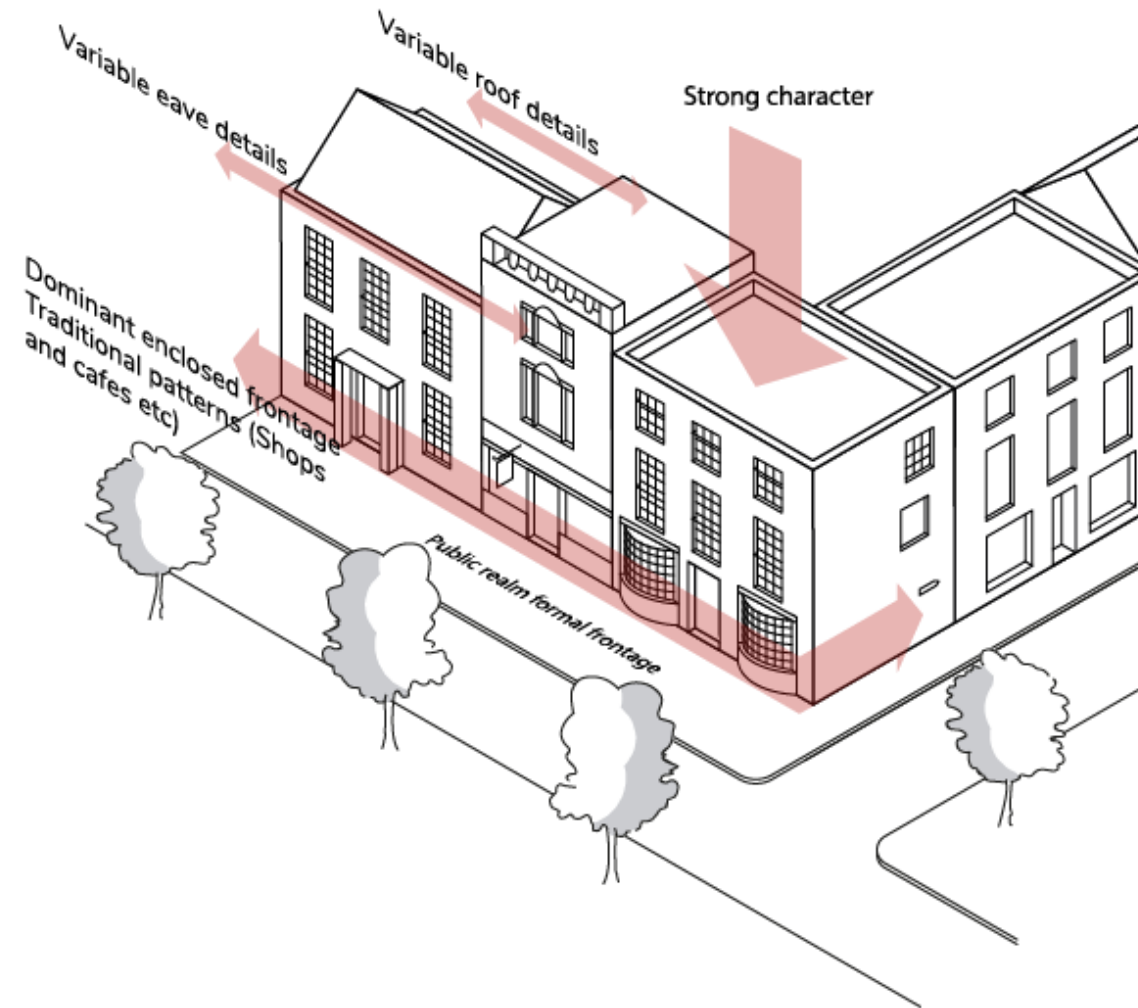 Variable eave details
Variable roof details
Strong character
Dominant enclosed frontage
Traditional patterns (Shops
and cafes etc)
Public realm formal frontage